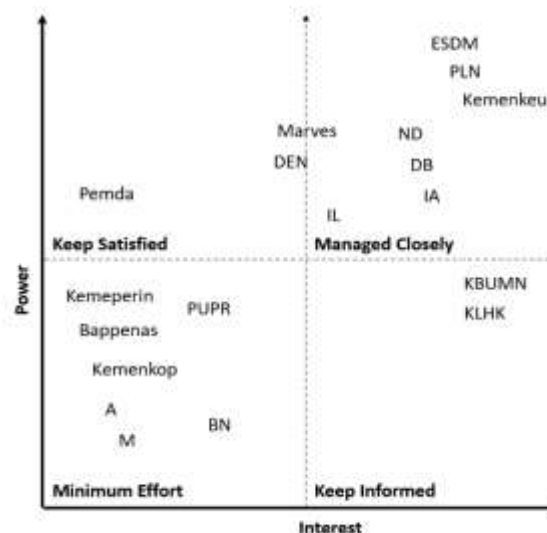 ESDM
PLN
Kemenkeu
Marves
ND
DEN
DB
Pemda
IA
IL
Keep Satisfied
Managed Closely
Power
KBUMN
Kemeperin
PUPR
KLHK
Bappenas
Kemenkop
A
BN
M
Minimum Effort
Keep Informed
Interest